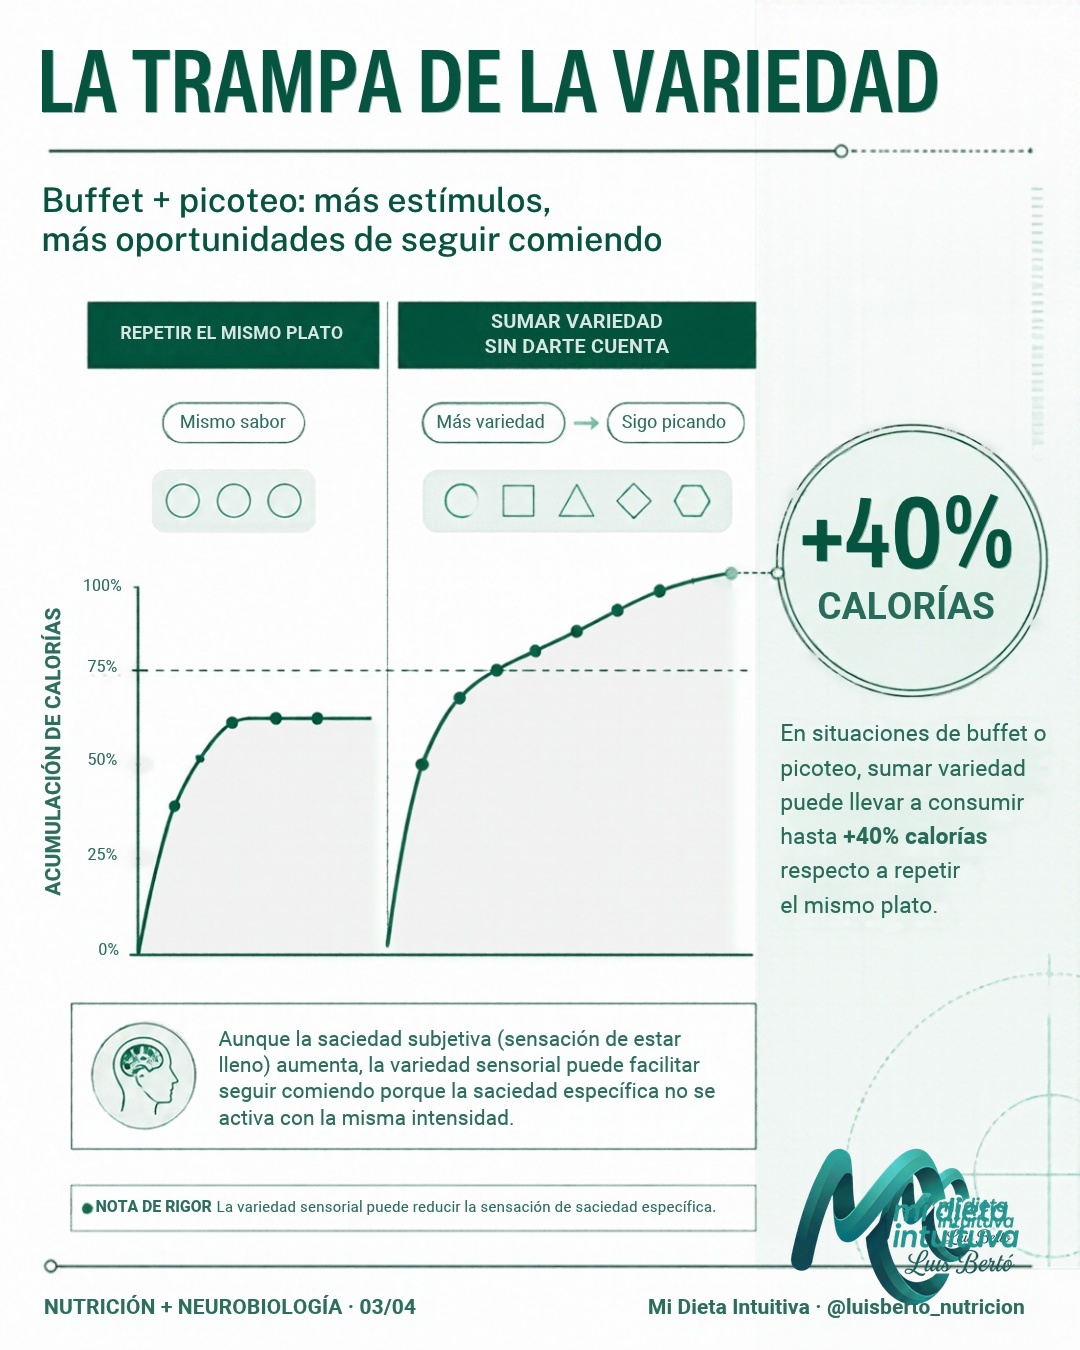 LA TRAMPA DE LA VARIEDAD
Buffet + picoteo: más estímulos,
más oportunidades de seguir comiendo
REPETIR EL MISMO PLATO
SUMAR VARIEDAD
SIN DARTE CUENTA
Mismo sabor
Más variedad
Sigo picando
+40%
CALORÍAS
ACUMULACIÓN DE CALORÍAS
100%
75%
50%
25%
0%
En situaciones de buffet o
picoteo, sumar variedad
puede llevar a consumir
hasta +40% calorías
respecto a repetir
el mismo plato.
Aunque la saciedad subjetiva (sensación de estar
lleno) aumenta, la variedad sensorial puede facilitar
seguir comiendo porque la saciedad específica no se
activa con la misma intensidad.
NOTA DE RIGOR La variedad sensorial puede reducir la sensación de saciedad específica.
mi dieta
intuitiva
Luis Bertó
NUTRICIÓN + NEUROBIOLOGÍA · 03/04
Mi Dieta Intuitiva · @luisberto_nutricion